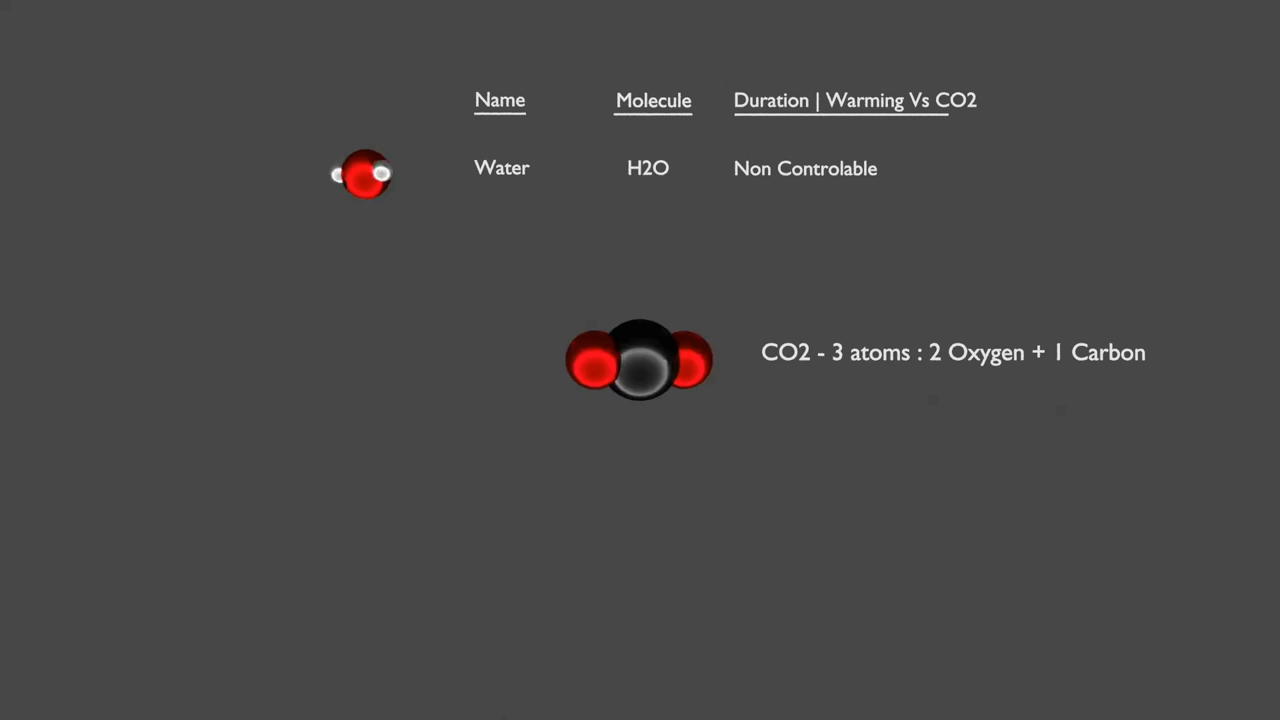 Name Molecule Duration | Warming Vs CO2
Water H2O Non Controlable
CO2 - 3 atoms : 2 Oxygen + 1 Carbon